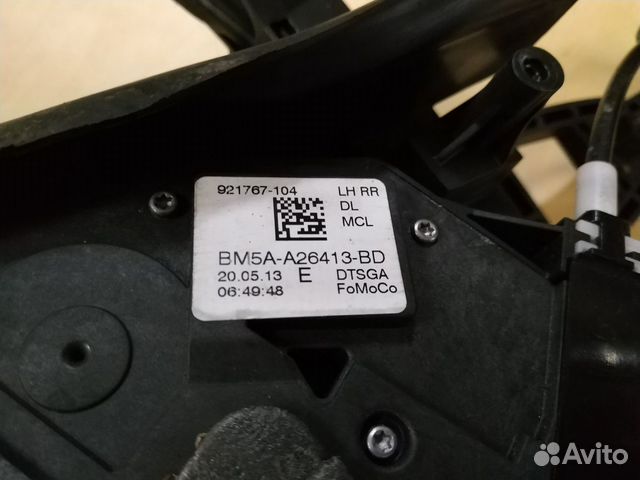 921767-104 LH RR
DL
MCL
BM5A-A26413-BD
20.05.13 E DTSGA
06:49:48 FoMoCo
Avito